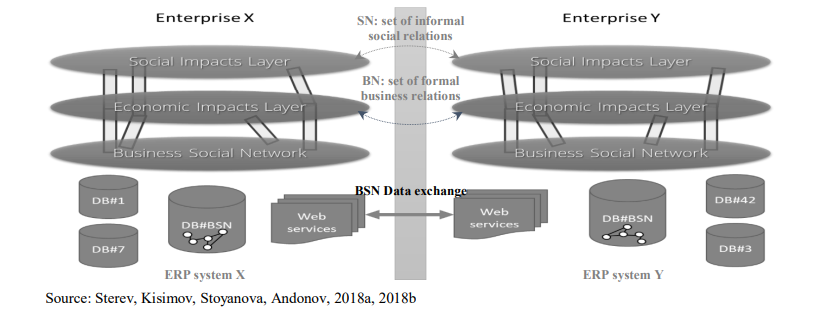 Enterprise X
SN: set of informal
social relations
Enterprise Y
Social Impacts Layer
Social Impacts Layer
BN: set of formal
business relations
Economic Impacts Layer
Economic Impacts Layer
Business Social Network
Business Social Network
DB#1
DB#7
DB#BSN
Web
services
BSN Data exchange
Web
services
DB#BSN
DB#42
DB#3
ERP system X
ERP system Y
Source: Sterev, Kisimov, Stoyanova, Andonov, 2018a, 2018b